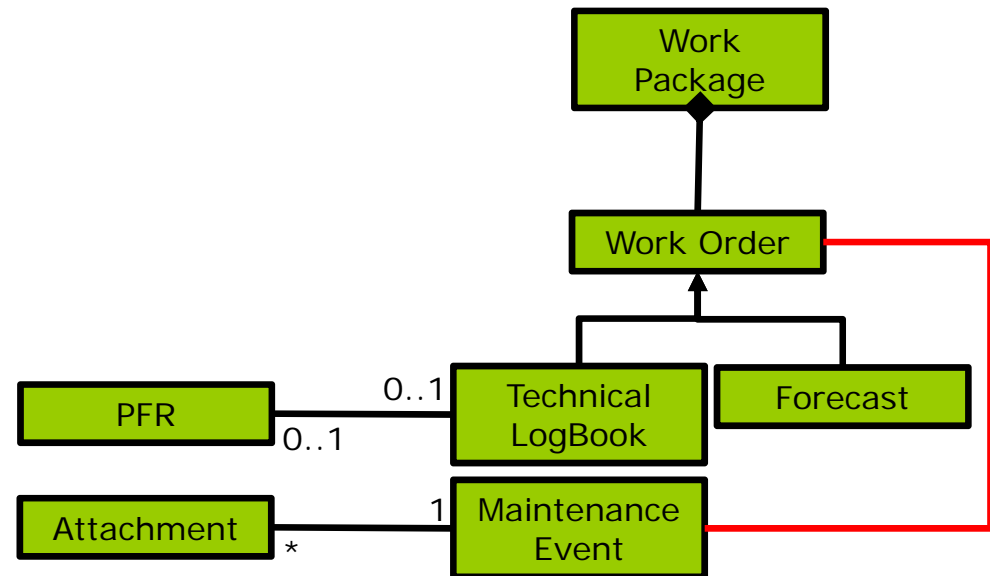 Work
Package
Work Order
PFR
0..1
0..1
Technical
LogBook
Forecast
Attachment
*
1
Maintenance
Event